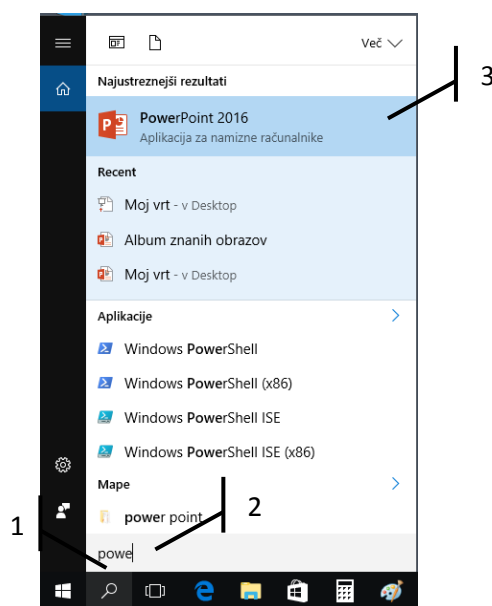 Več
Najustreznejši rezultati
PowerPoint 2016
Aplikacija za namizne računalnike
3
Recent
Moj vrt - v Desktop
Album znanih obrazov
Moj vrt - v Desktop
Aplikacije
Windows PowerShell
Windows PowerShell (x86)
Windows PowerShell ISE
Windows PowerShell ISE (x86)
Mape
power point
1
2
powe